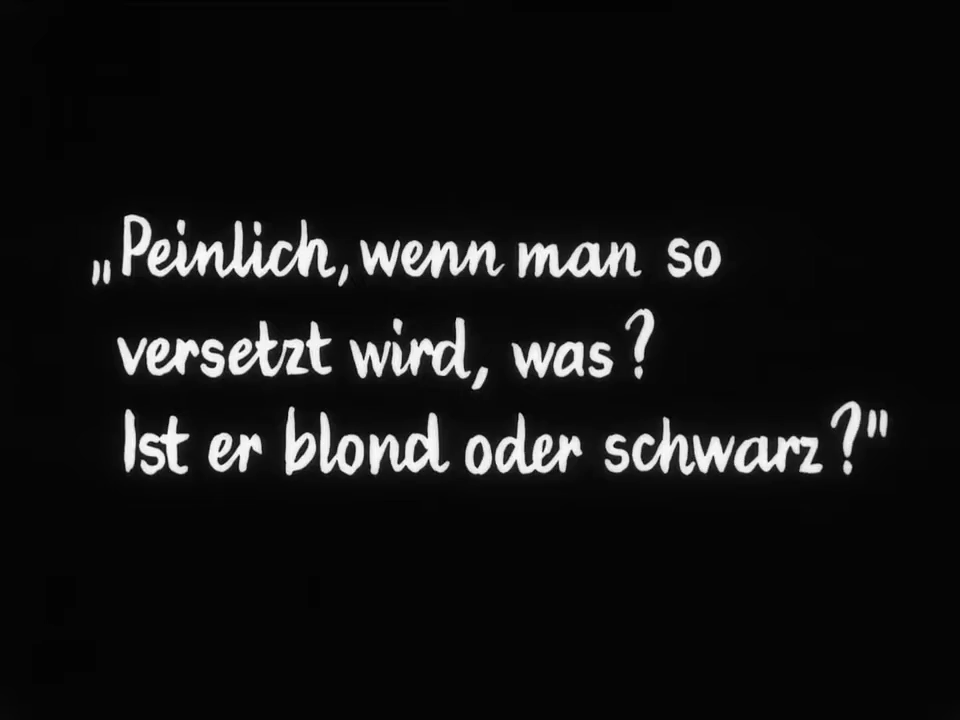 „Peinlich, wenn man so
versetzt wird, was?
Ist er blond oder schwarz?"